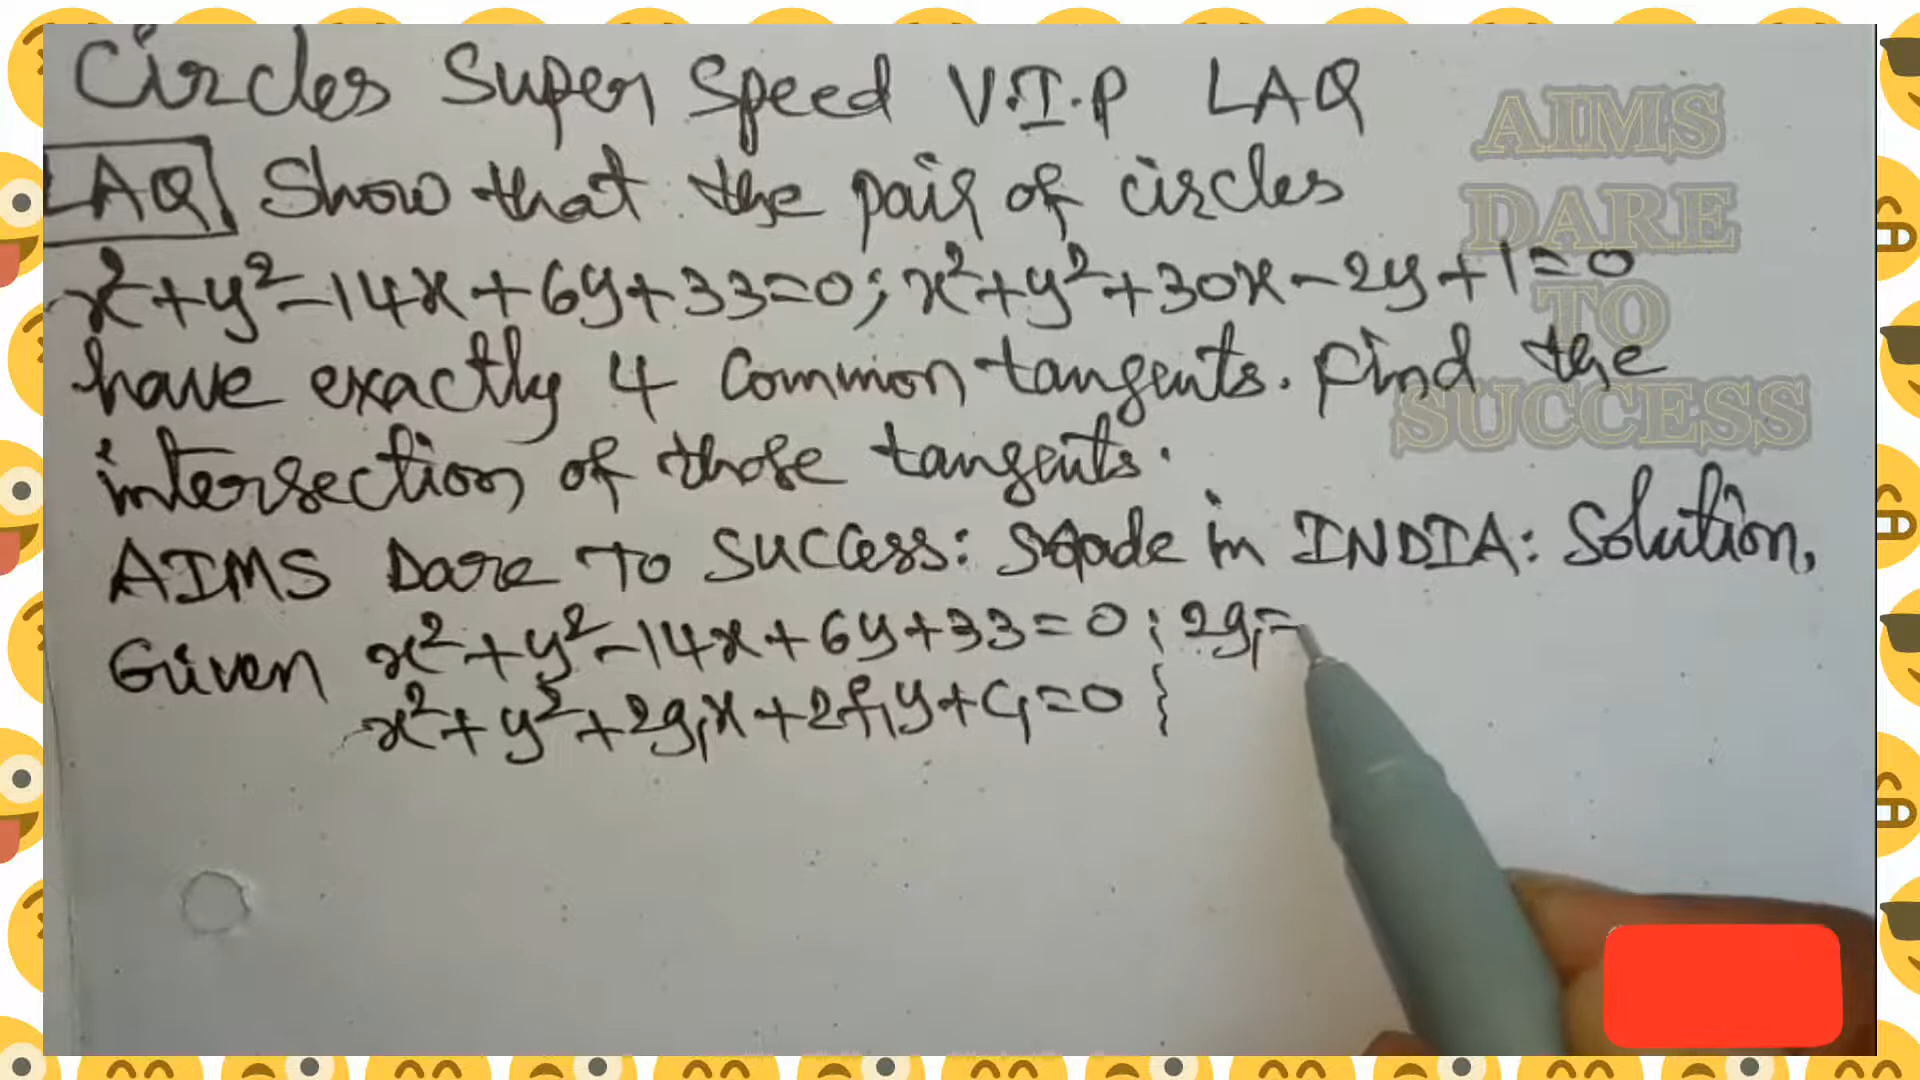 Circles Super Speed V.I.P LAQ
LAQ Show that the pair of circles
x²+y²-14x+6y+33=0; x²+y²+30x-2y+1=0
have exactly 4 common tangents. Find the
intersection of those tangents.
AIMS Dare To Success: Made in INDIA: Solution,
Given x²+y²-14x+6y+33=0; 2g₁=
x²+y²+2g₁x+2f₁y+c₁=0 }
AIMS
DARE
TO
SUCCESS